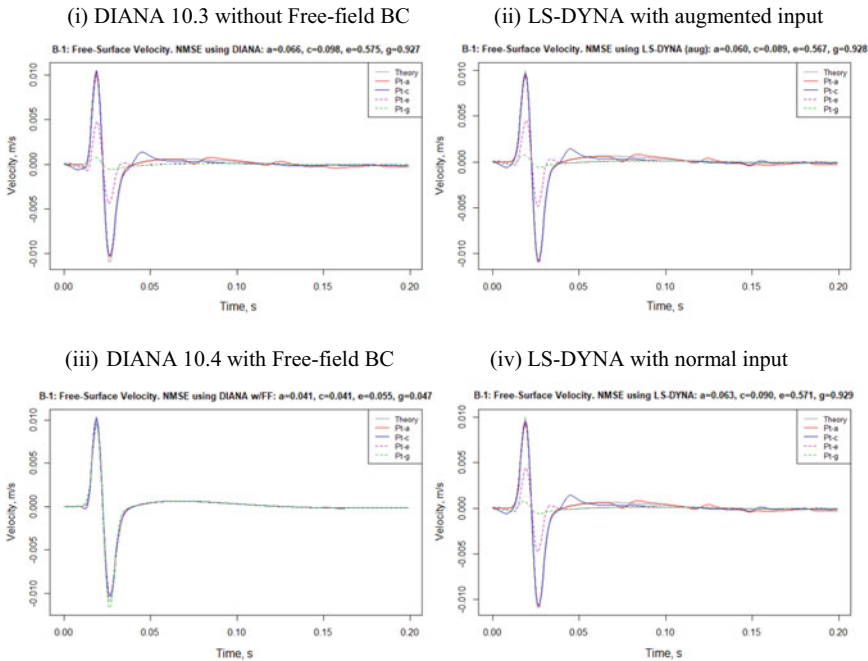 (i) DIANA 10.3 without Free-field BC
B-1: Free-Surface Velocity. NMSE using DIANA: a=0.066, c=0.098, e=0.575, g=0.927
Theory
Pt-a
Pt-c
Pt-e
Pt-g
Velocity, m/s
0.010
0.005
0.000
-0.005
-0.010
0.00 0.05 0.10 0.15 0.20
Time, s
(ii) LS-DYNA with augmented input
B-1: Free-Surface Velocity. NMSE using LS-DYNA (aug): a=0.060, c=0.089, e=0.567, g=0.928
Theory
Pt-a
Pt-c
Pt-e
Pt-g
Velocity, m/s
0.010
0.005
0.000
-0.005
-0.010
0.00 0.05 0.10 0.15 0.20
Time, s
(iii) DIANA 10.4 with Free-field BC
B-1: Free-Surface Velocity. NMSE using DIANA w/FF: a=0.041, c=0.041, e=0.055, g=0.047
Theory
Pt-a
Pt-c
Pt-e
Pt-g
Velocity, m/s
0.010
0.005
0.000
-0.005
-0.010
0.00 0.05 0.10 0.15 0.20
Time, s
(iv) LS-DYNA with normal input
B-1: Free-Surface Velocity. NMSE using LS-DYNA: a=0.063, c=0.090, e=0.571, g=0.929
Theory
Pt-a
Pt-c
Pt-e
Pt-g
Velocity, m/s
0.010
0.005
0.000
-0.005
-0.010
0.00 0.05 0.10 0.15 0.20
Time, s